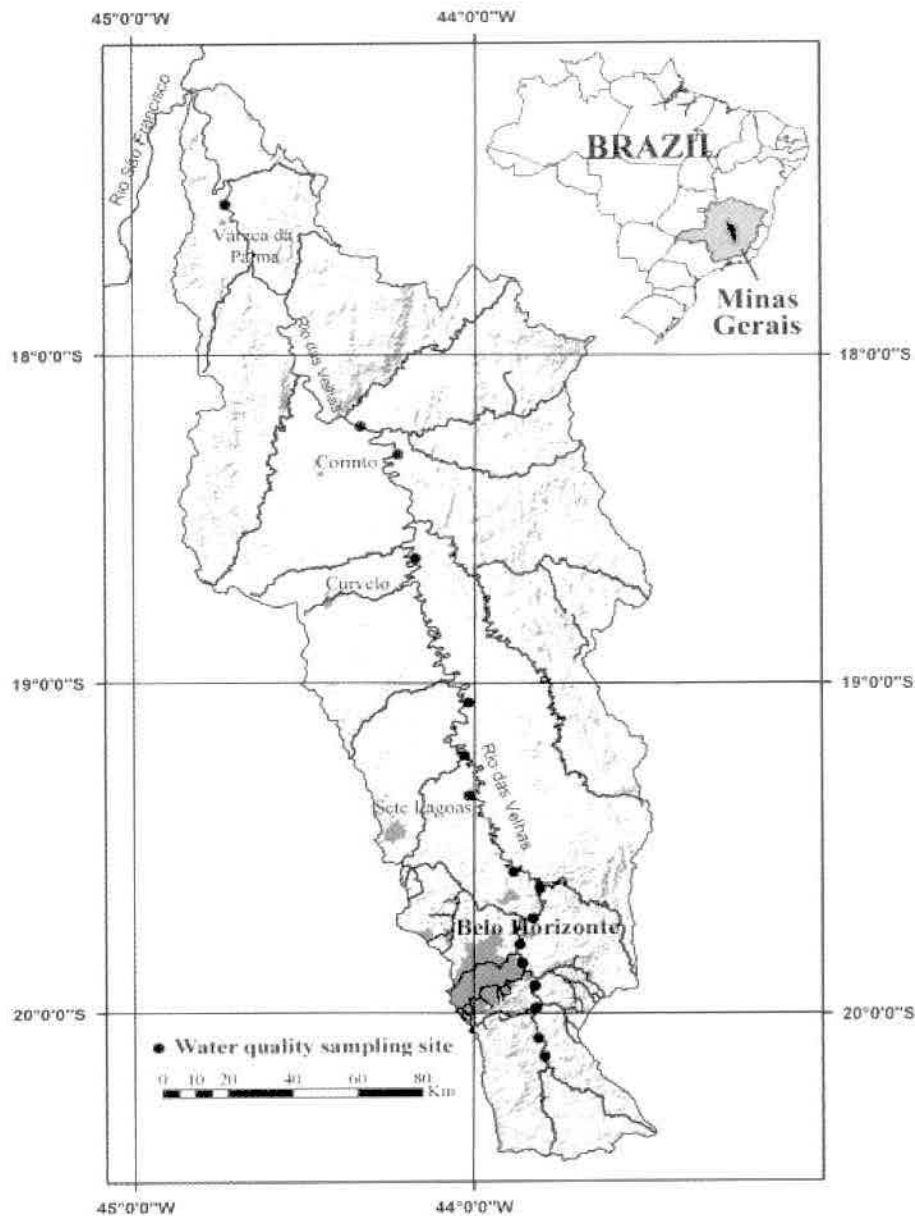 45°0'0"W
44°0'0"W
Rio São Francisco
BRAZIL
Minas
Gerais
Varzea da
Parma
18°0'0"S
18°0'0"S
Rio das Velhas
Corinto
Curvelo
19°0'0"S
19°0'0"S
Rio das Velhas
Sete Lagoas
Belo Horizonte
20°0'0"S
20°0'0"S
Water quality sampling site
0 10 20 40 60 80
Km
45°0'0"W
44°0'0"W